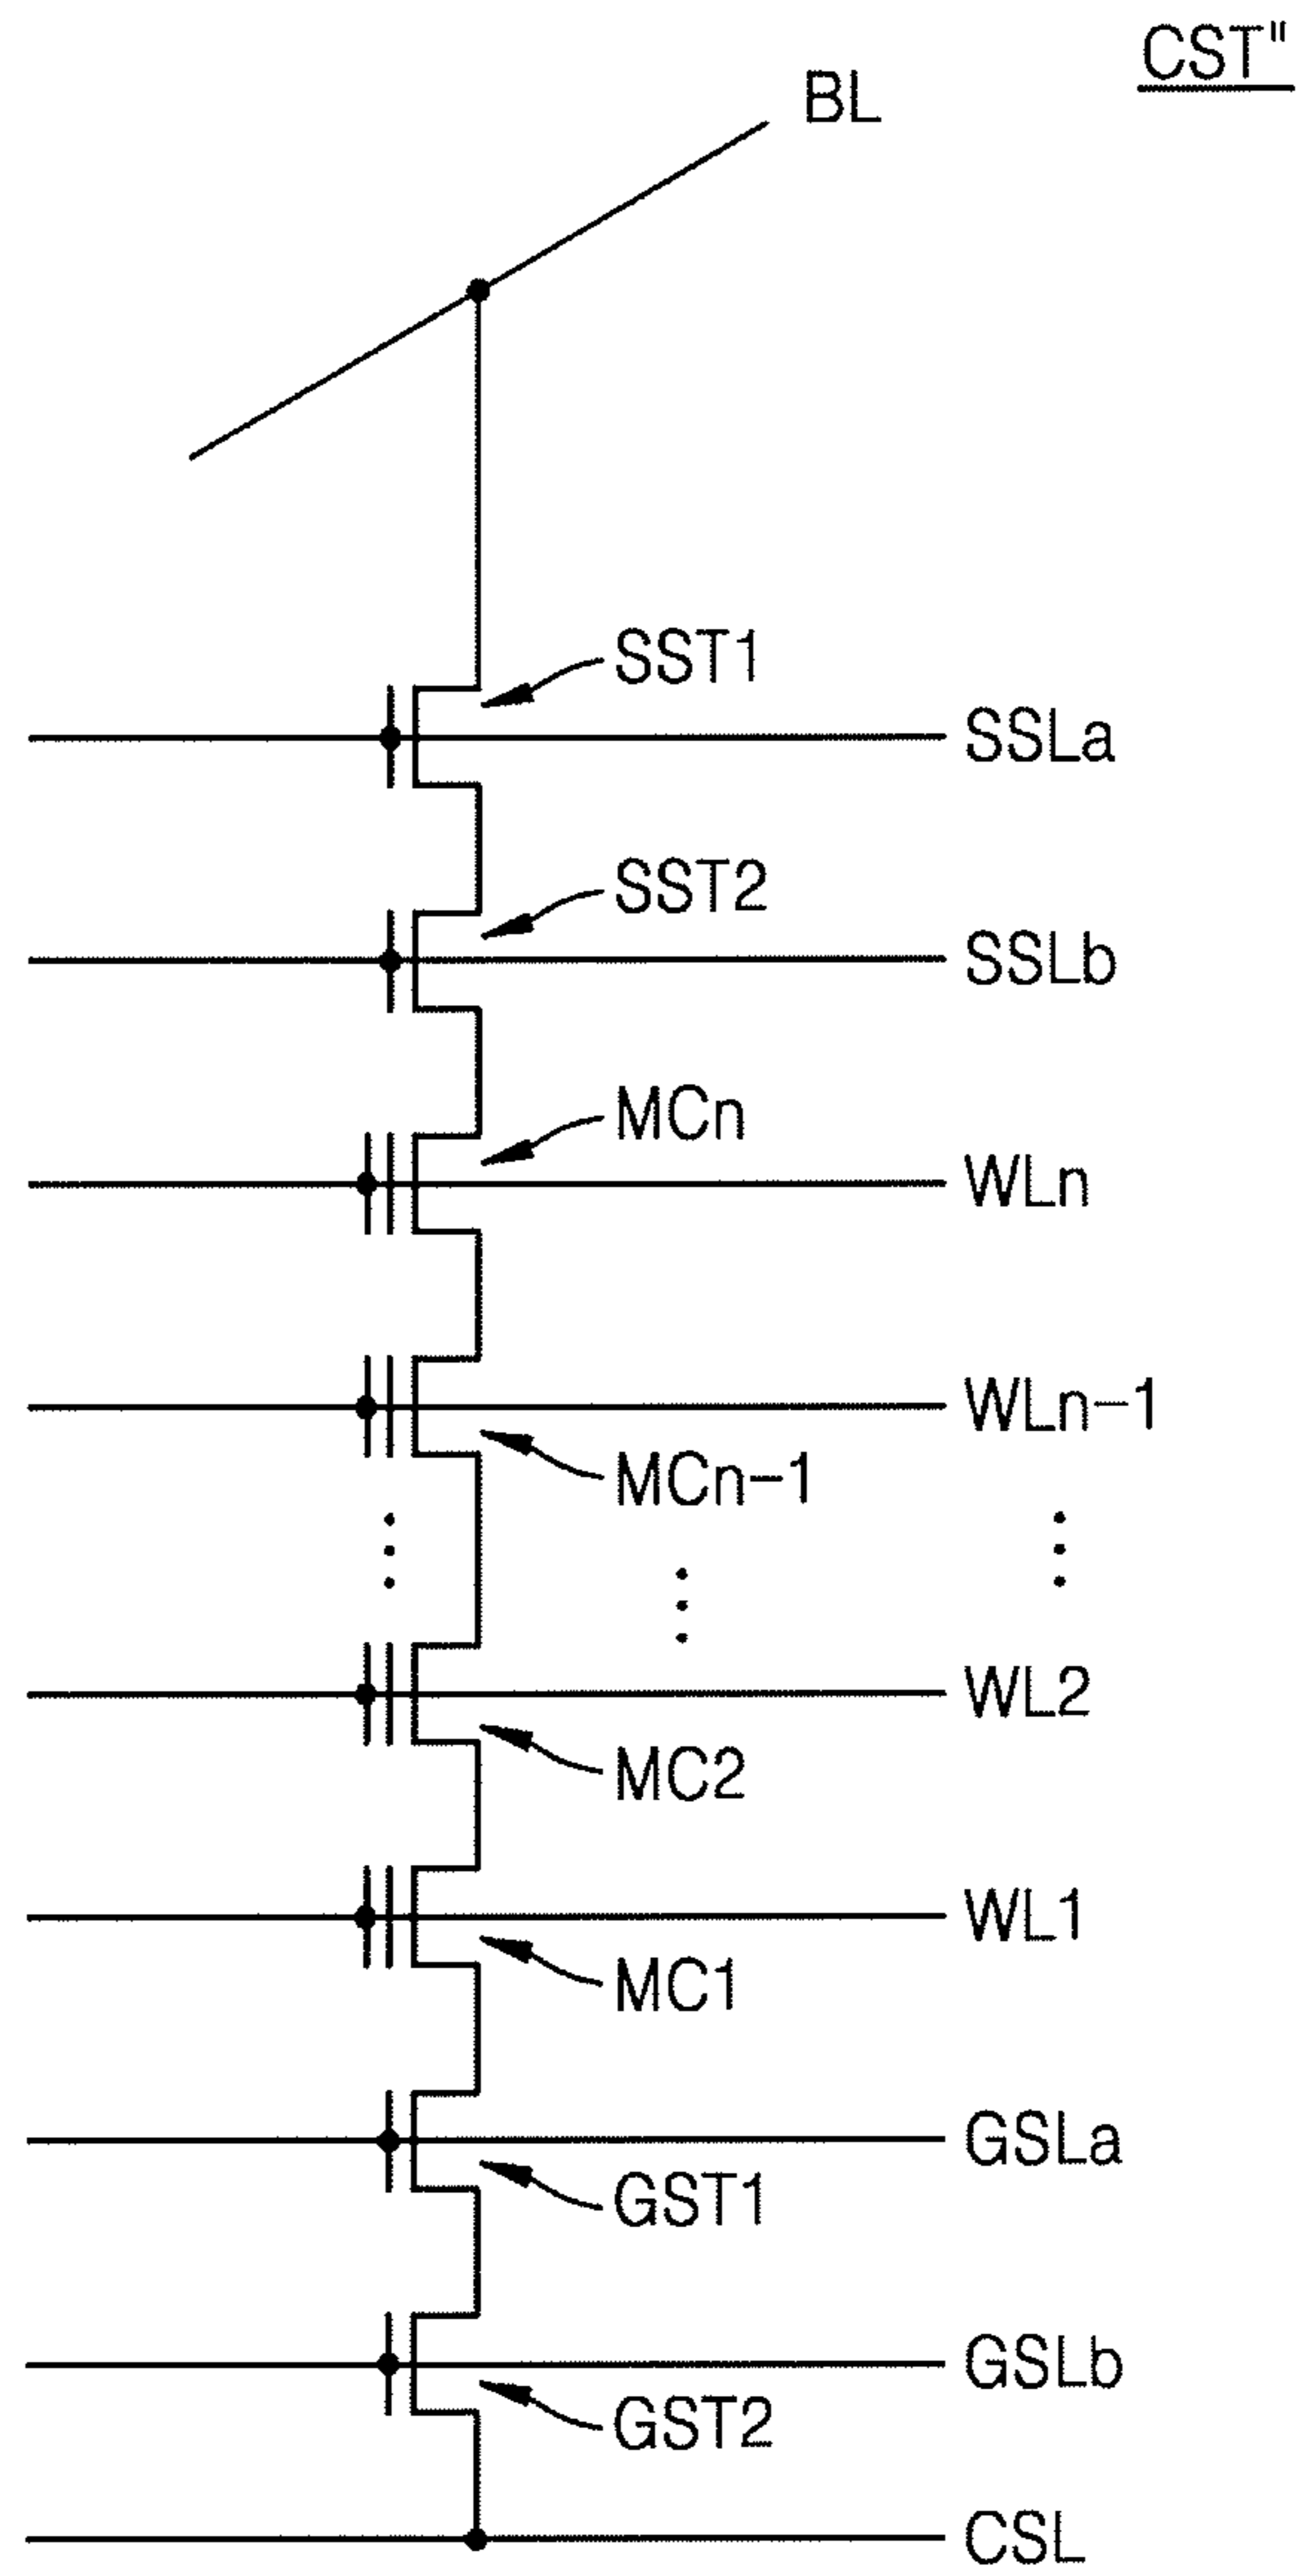 CST"
BL
SST1
SSLa
SST2
SSLb
MCn
WLn
WLn-1
MCn-1
WL2
MC2
WL1
MC1
GSLa
GST1
GSLb
GST2
CSL